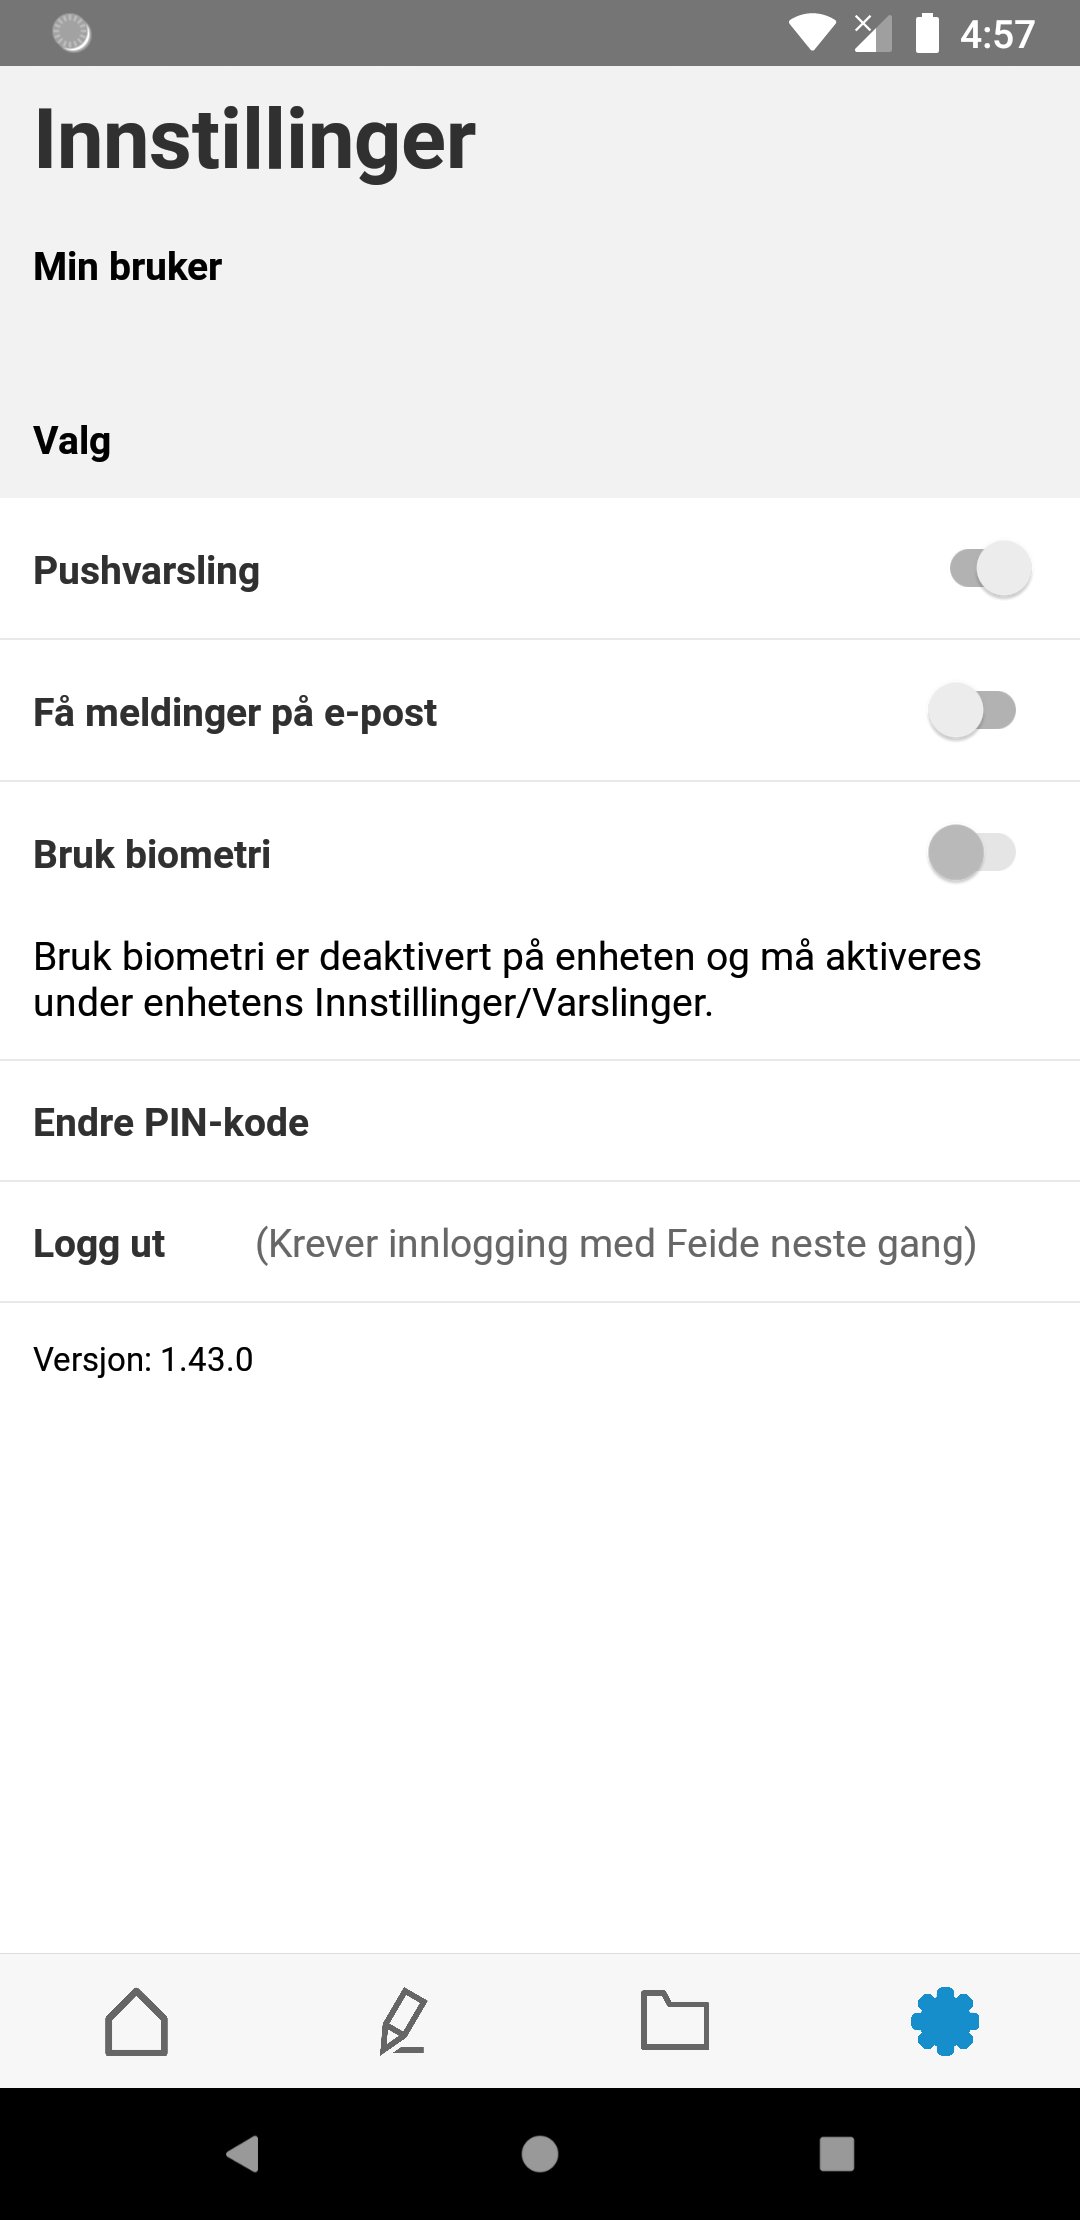 4:57
Innstillinger
Min bruker
Valg
Pushvarsling
Få meldinger på e-post
Bruk biometri
Bruk biometri er deaktivert på enheten og må aktiveres
under enhetens Innstillinger/Varslinger.
Endre PIN-kode
Logg ut (Krever innlogging med Feide neste gang)
Versjon: 1.43.0